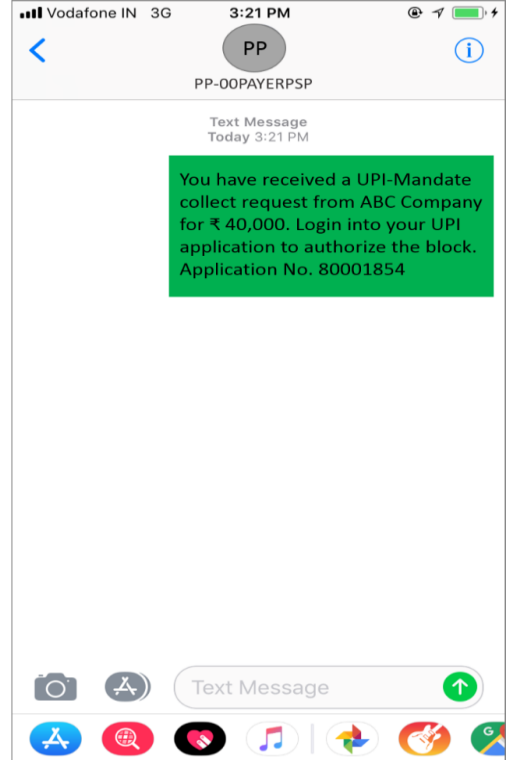 Vodafone IN 3G 3:21 PM
PP
PP-00PAYERPSP
Text Message
Today 3:21 PM
You have received a UPI-Mandate
collect request from ABC Company
for ₹ 40,000. Login into your UPI
application to authorize the block.
Application No. 80001854
Text Message
G